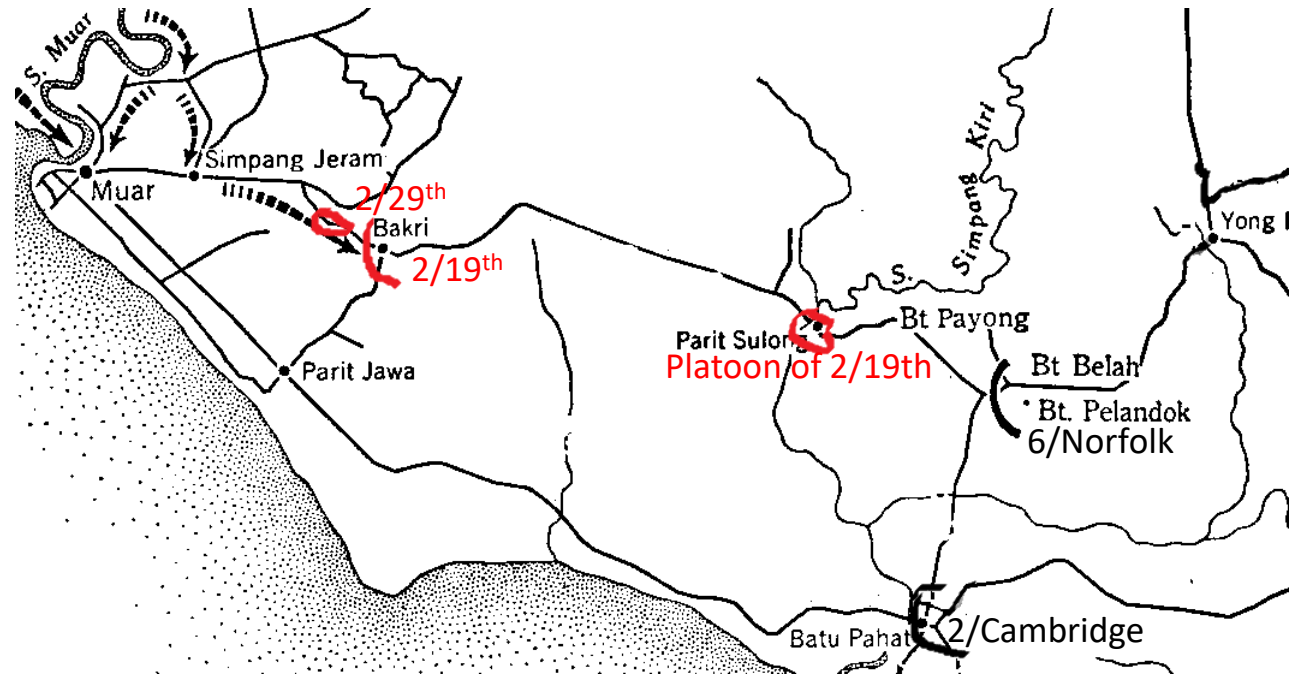 S. Muar
Kiri
Simpang
S.
Simpang Jeram
Muar
2/29th
Bakri
2/19th
Yong
Bt Payong
Parit Sulong
Platoon of 2/19th
Parit Jawa
Bt Belah
Bt. Pelandok
6/Norfolk
Batu Pahat
2/Cambridge